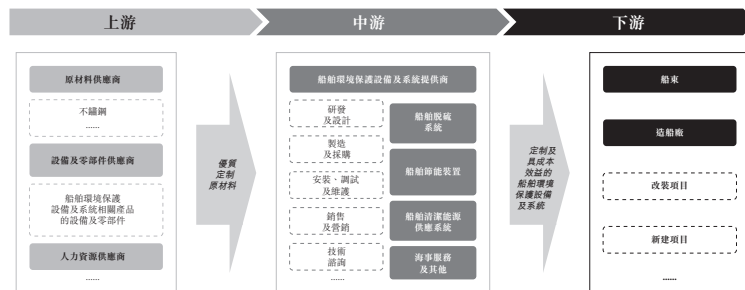 上游
中游
下游
原材料供應商
不鏽鋼
......
設備及零部件供應商
船舶環境保護
設備及系統相關產品
的設備及零部件
人力資源供應商
......
優質
定制
原材料
船舶環境保護設備及系統提供商
研發
及設計
製造
及採購
安裝、調試
及維護
銷售
及營銷
技術
諮詢
......
船舶脫硫
系統
船舶節能裝置
船舶清潔能源
供應系統
海事服務
及其他
定制及
具成本
效益的
船舶環境
保護設備
及系統
船東
造船廠
改裝項目
新建項目
......